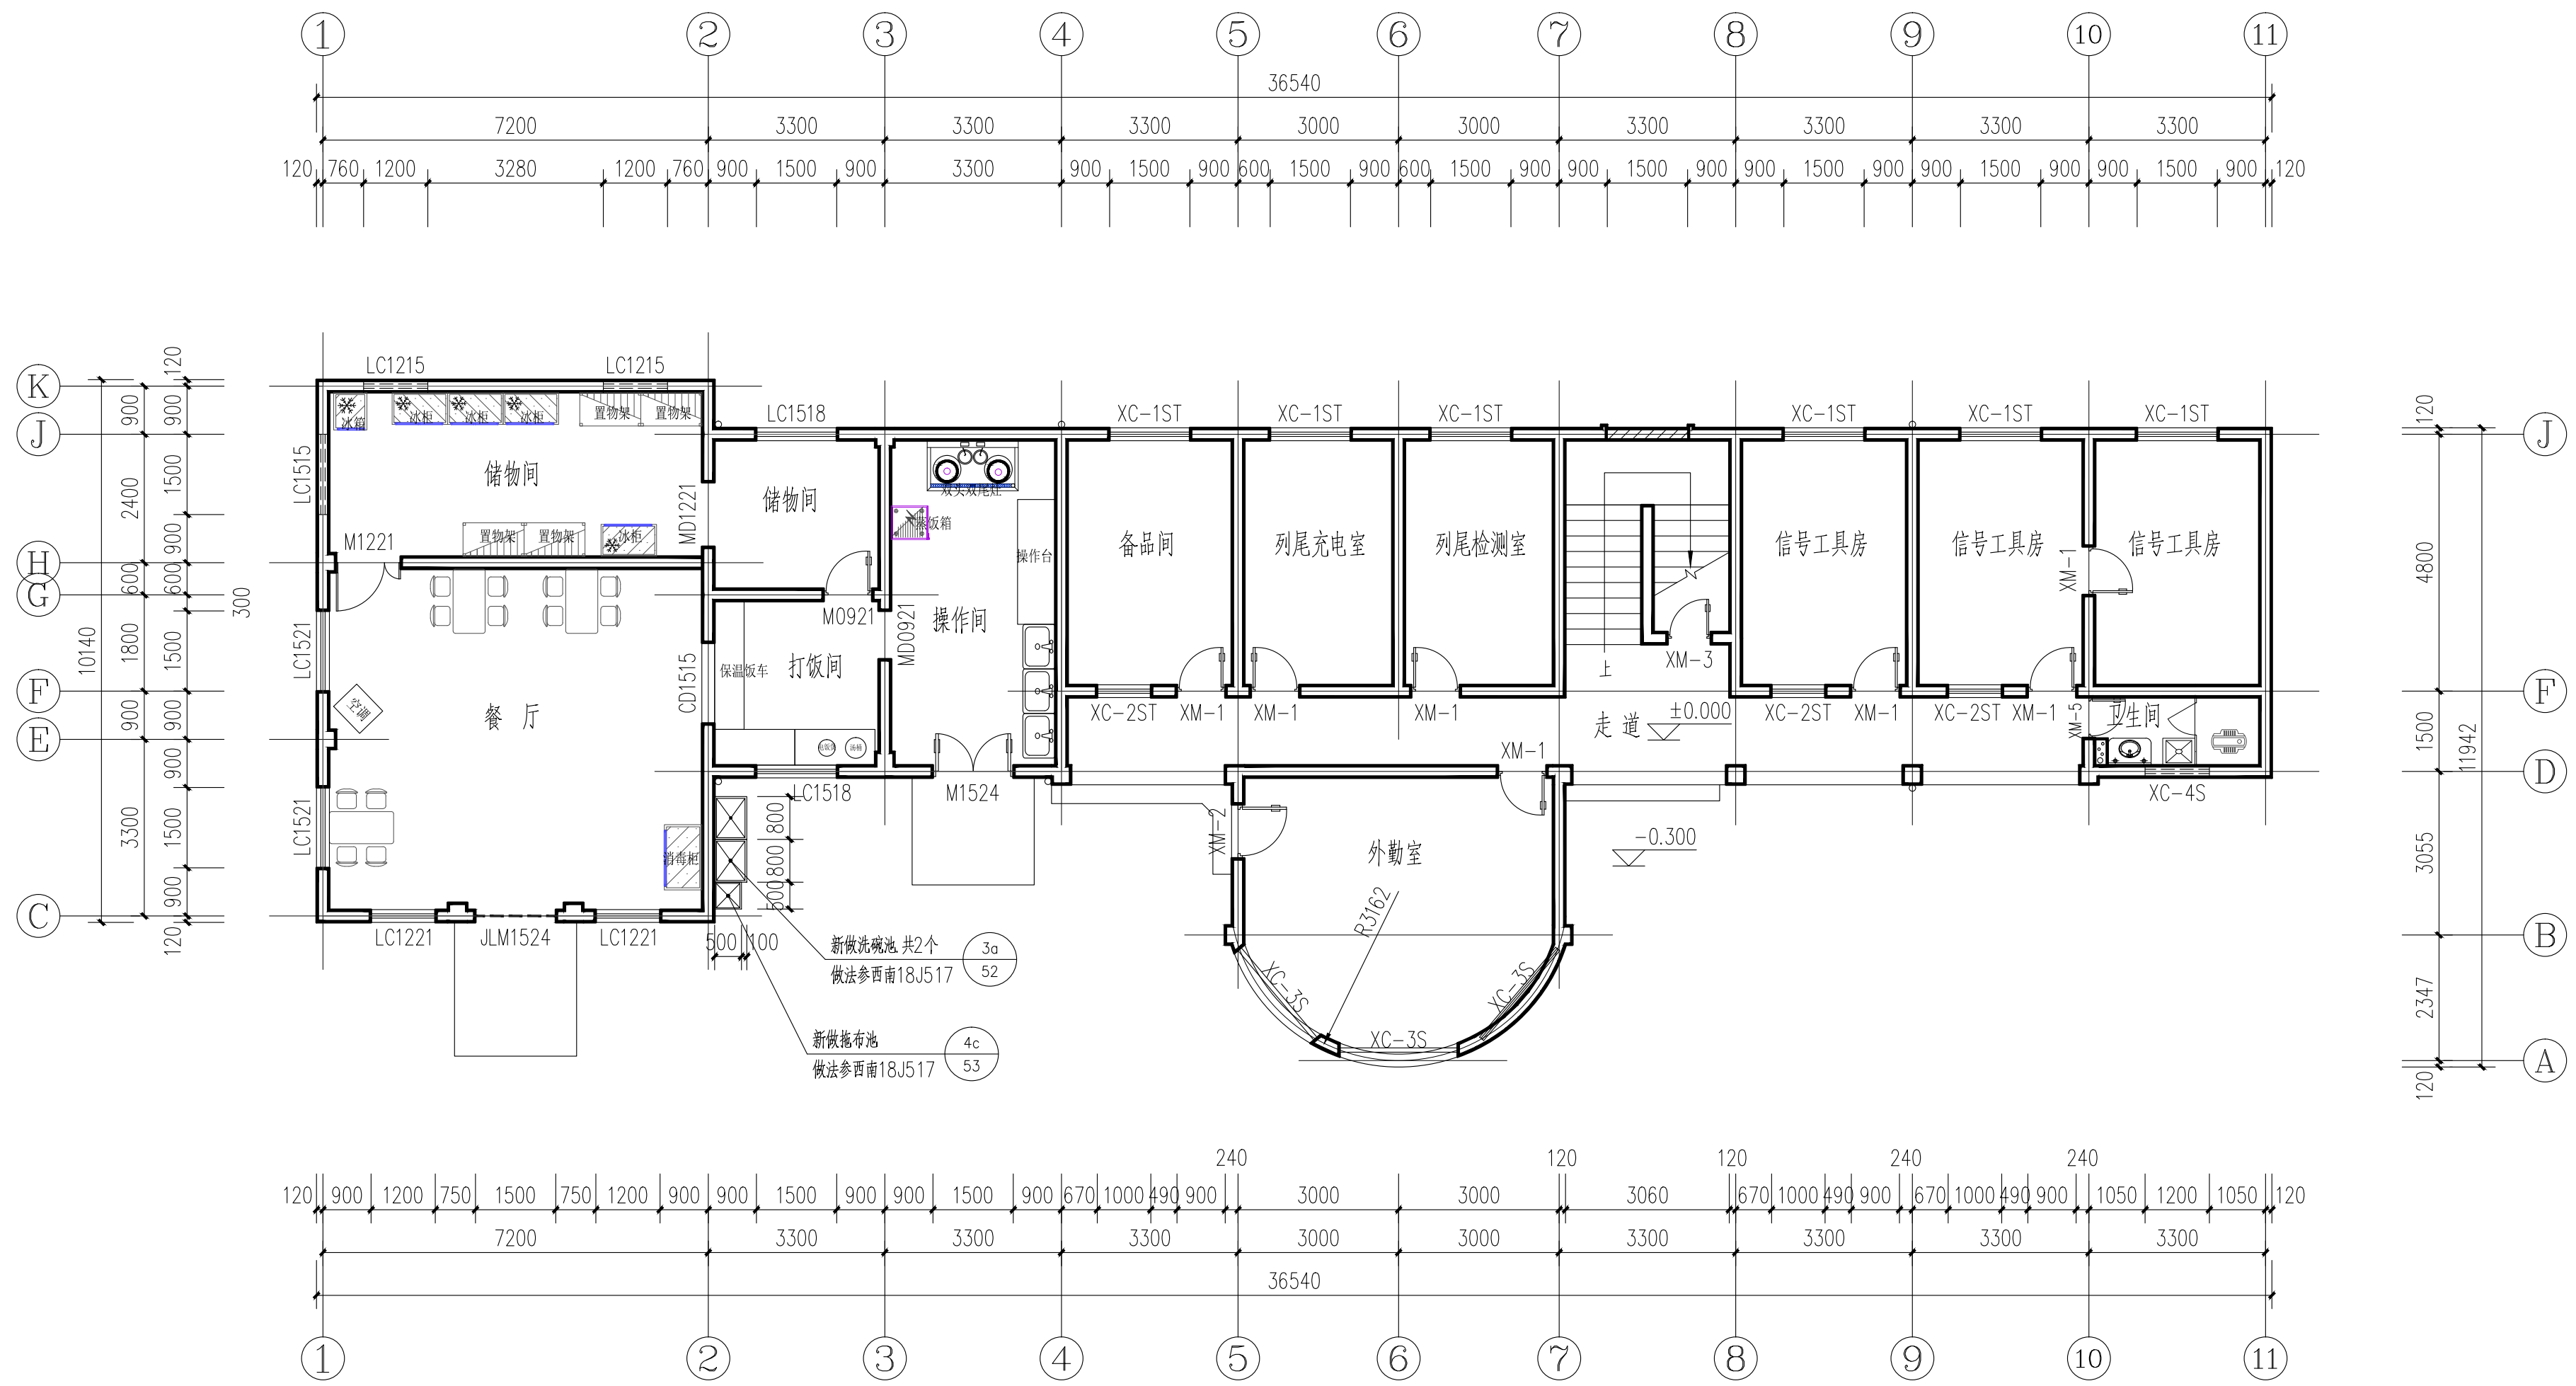 1 2 3 4 5 6 7 8 9 10 11
36540
7200 3300 3300 3300 3000 3000 3300 3300 3300 3300
120 760 1200 3280 1200 760 900 1500 900 3300 900 1500 900 600 1500 900 600 1500 900 900 1500 900 900 1500 900 900 1500 900 900 1500 900 120
LC1215 LC1215
LC1518 XC-1ST XC-1ST XC-1ST XC-1ST XC-1ST XC-1ST
K
J
H
G
F
E
C
120
900
2400
600
1800
900
3300
10140
900
1500
900
600
300
1500
900
900
1500
900
120
冰箱 冰柜 冰柜 冰柜 置物架 置物架
LC1515
储物间
置物架 置物架 冰柜
MD1221
M1221
储物间
双头双尾灶
蒸饭箱
操作台
操作间
M0921
MD0921
备品间
列尾充电室
列尾检测室
信号工具房
信号工具房
信号工具房
XM-1
LC1521
空调
餐 厅
CD1515
保温饭车
打饭间
汤桶
上
XM-3
XC-2ST XM-1 XM-1 XM-1 XC-2ST XM-1 XC-2ST XM-1
走道
±0.000
XM-5
卫生间
XM-1
LC1521
消毒柜
LC1518 M1524
XC-4S
XM-2
800
800
500
外勤室
-0.300
R3162
LC1221 JLM1524 LC1221
500 100
新做洗碗池 共2个
做法参西南18J517
3a
52
新做拖布池
做法参西南18J517
4c
53
XC-3S
XC-3S
XC-3S
120
4800
1500
3055
2347
120
11942
J
F
D
B
A
240 120 120 240 240
120 900 1200 750 1500 750 1200 900 900 1500 900 900 1500 900 670 1000 490 900 3000 3000 3060 670 1000 490 900 670 1000 490 900 1050 1200 1050 120
7200 3300 3300 3300 3000 3000 3300 3300 3300 3300
36540
1 2 3 4 5 6 7 8 9 10 11